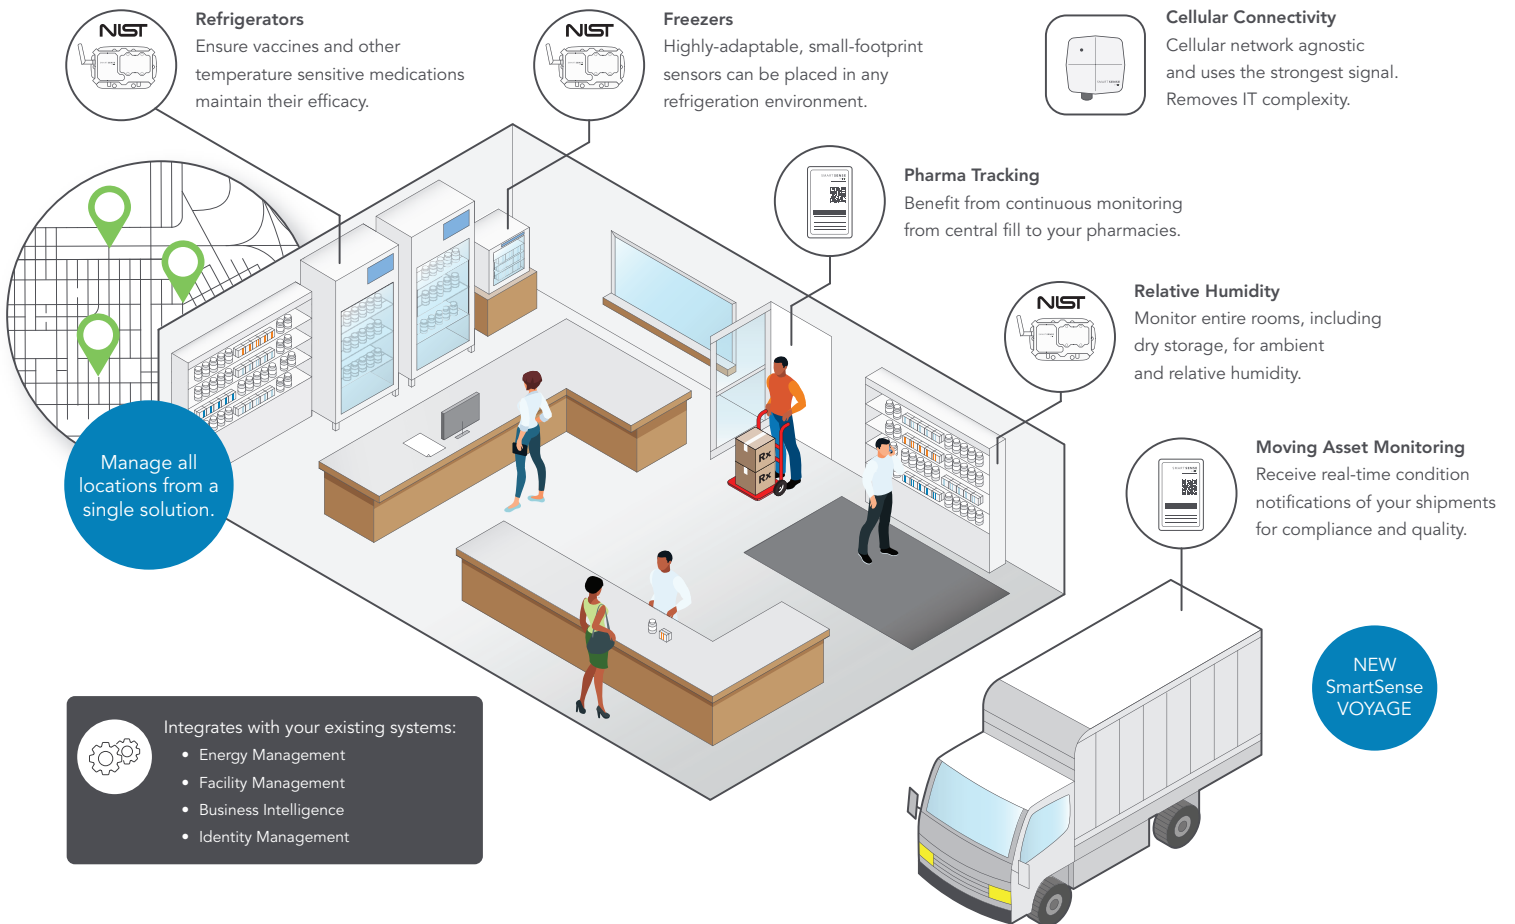 NIST
Refrigerators
Ensure vaccines and other
temperature sensitive medications
maintain their efficacy.
NIST
Freezers
Highly-adaptable, small-footprint
sensors can be placed in any
refrigeration environment.
Cellular Connectivity
Cellular network agnostic
and uses the strongest signal.
Removes IT complexity.
SMARTSENSE
SMARTSENSE
Pharma Tracking
Benefit from continuous monitoring
from central fill to your pharmacies.
NIST
Relative Humidity
Monitor entire rooms, including
dry storage, for ambient
and relative humidity.
SMARTSENSE
Moving Asset Monitoring
Receive real-time condition
notifications of your shipments
for compliance and quality.
Manage all
locations from a
single solution.
Rx
Rx
NEW
SmartSense
VOYAGE
Integrates with your existing systems:
• Energy Management
• Facility Management
• Business Intelligence
• Identity Management